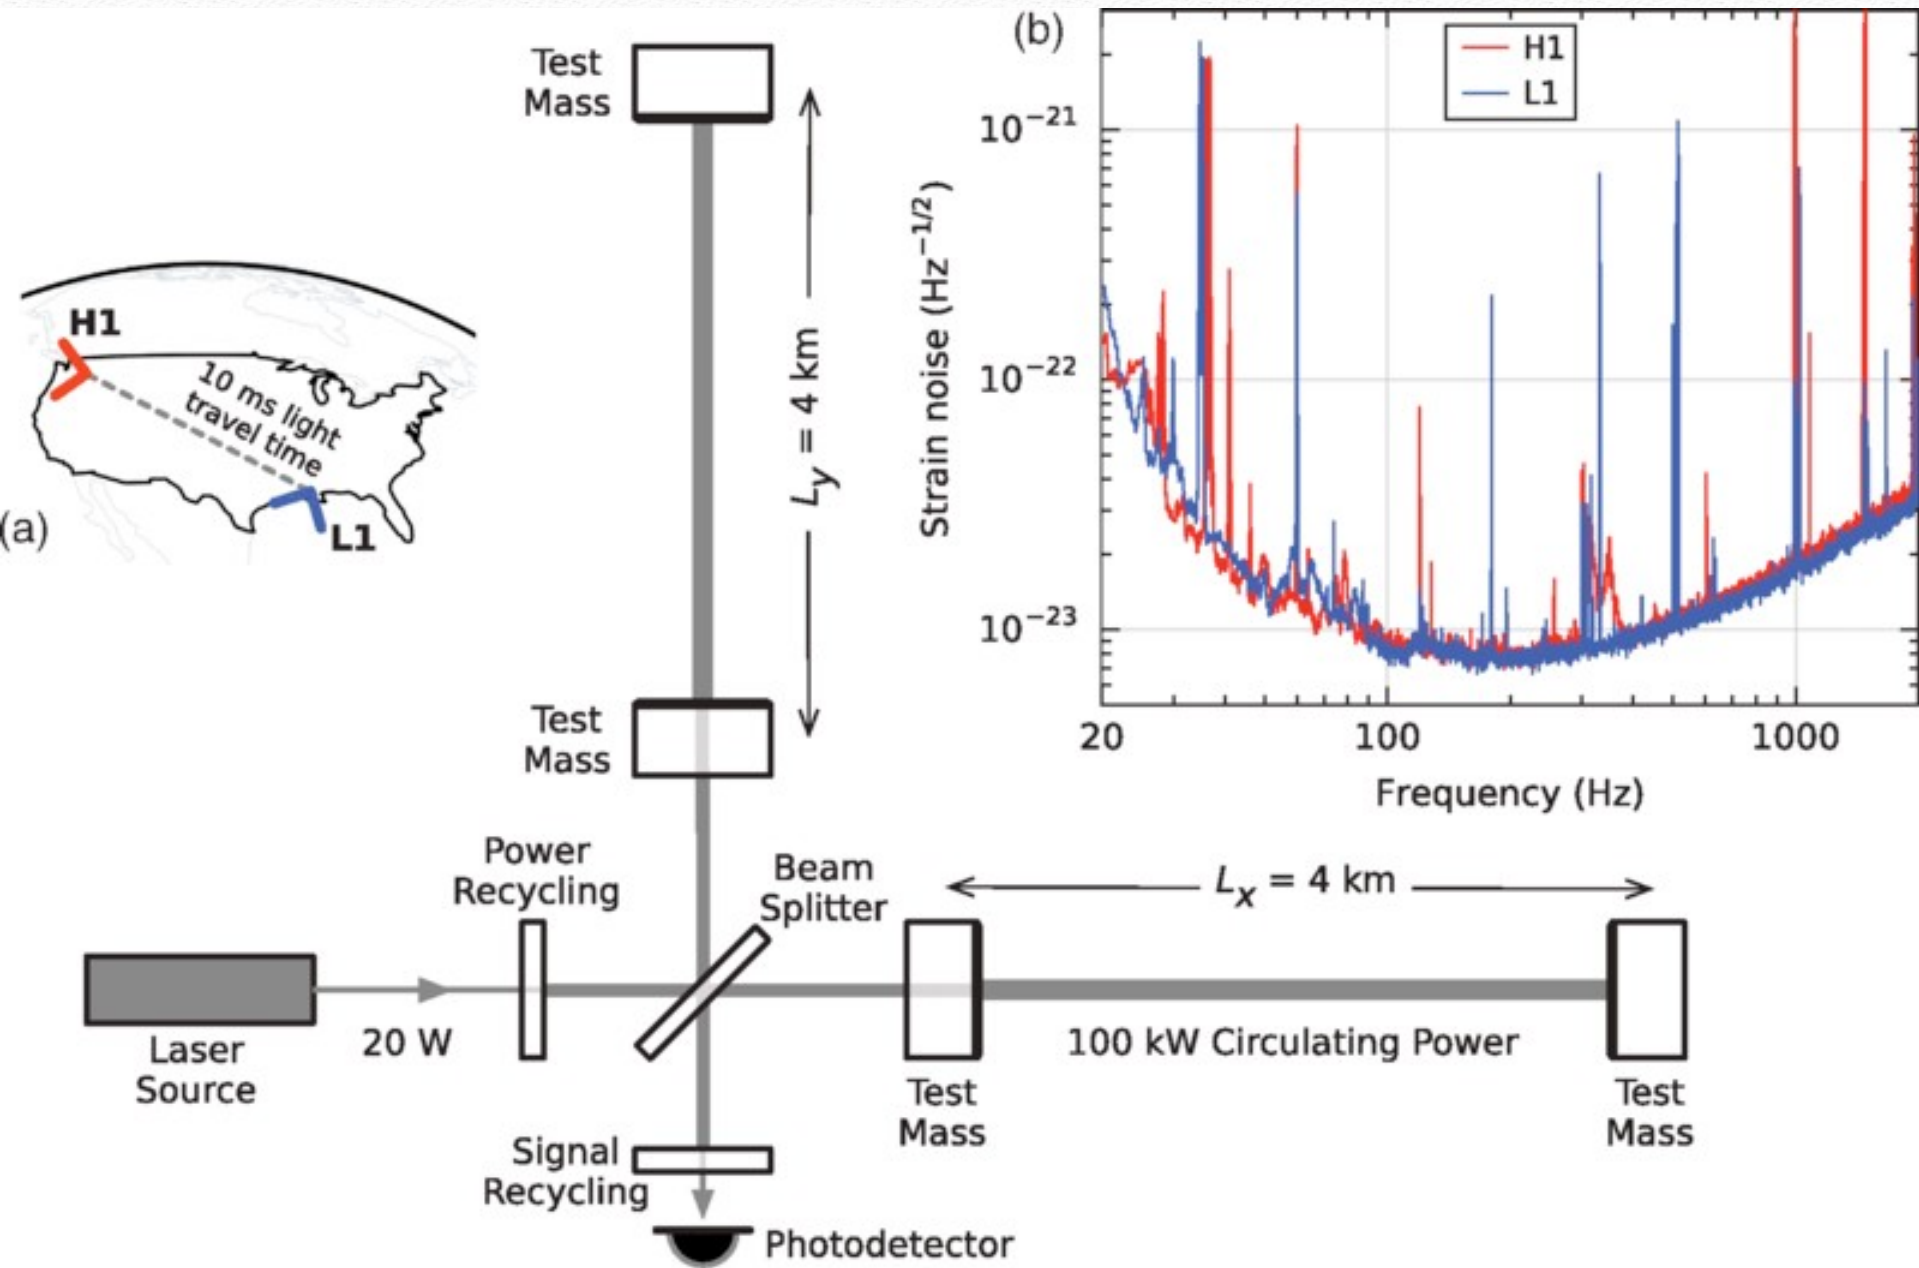 (a)
H1
10 ms light
travel time
L1
Test
Mass
L_y = 4 km
Test
Mass
Power
Recycling
Beam
Splitter
L_x = 4 km
Laser
Source
20 W
100 kW Circulating Power
Test
Mass
Test
Mass
Signal
Recycling
Photodetector
(b)
H1
L1
Strain noise (Hz^−1/2)
10^−21
10^−22
10^−23
20
100
1000
Frequency (Hz)